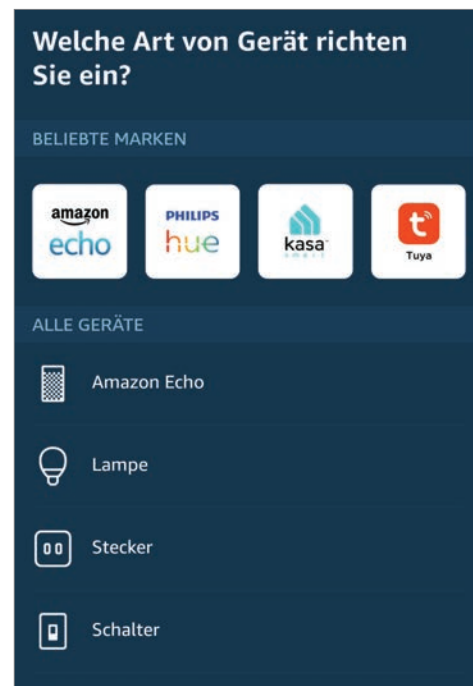 Welche Art von Gerät richten
Sie ein?
BELIEBTE MARKEN
amazon
echo
PHILIPS
hue
kasa
smart
Tuya
ALLE GERÄTE
Amazon Echo
Lampe
Stecker
Schalter